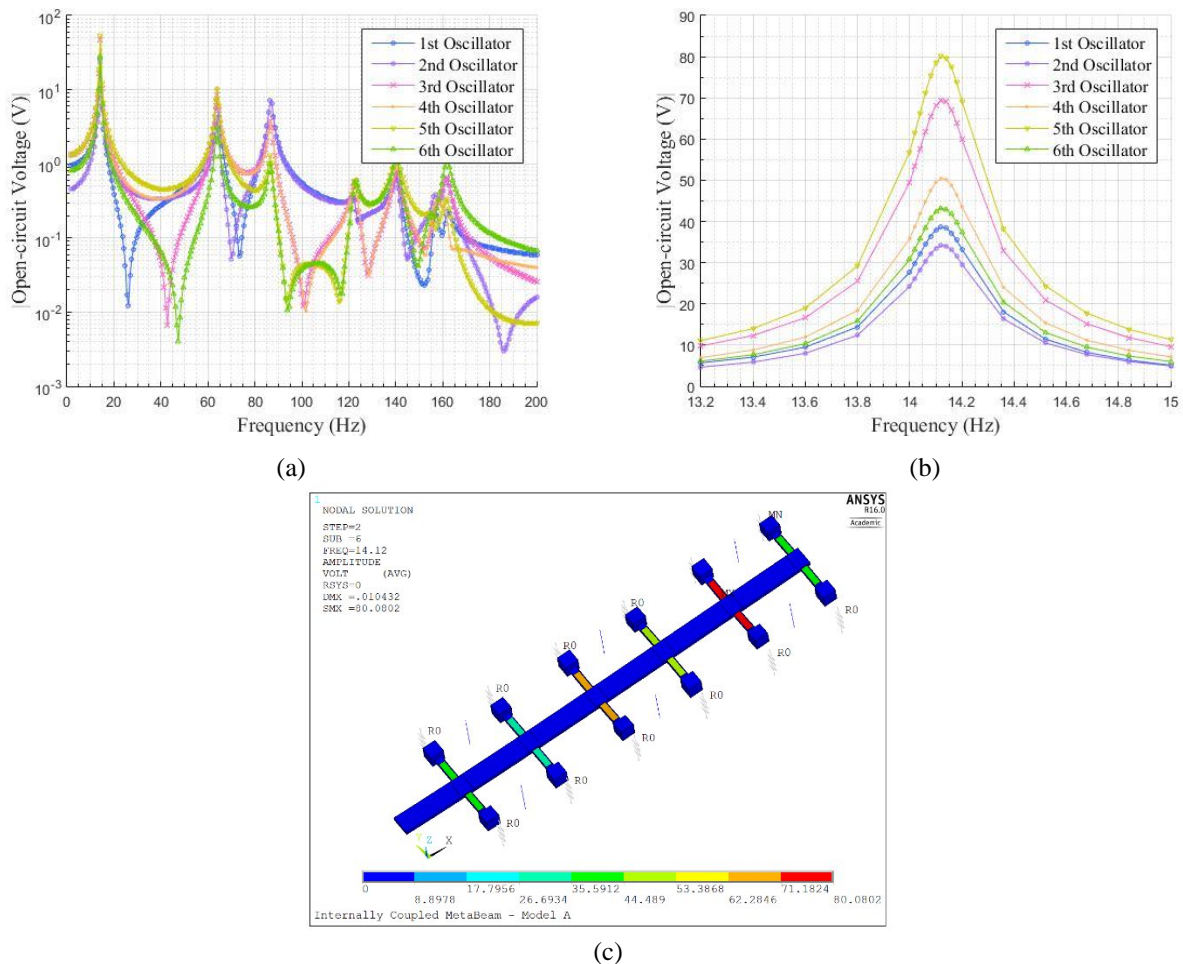 10^2
10^1
10^0
10^-1
10^-2
10^-3
|Open-circuit Voltage (V)|
0 20 40 60 80 100 120 140 160 180 200
Frequency (Hz)
1st Oscillator
2nd Oscillator
3rd Oscillator
4th Oscillator
5th Oscillator
6th Oscillator
(a)
90
80
70
60
50
40
30
20
10
0
|Open-circuit Voltage (V)|
13.2 13.4 13.6 13.8 14 14.2 14.4 14.6 14.8 15
Frequency (Hz)
1st Oscillator
2nd Oscillator
3rd Oscillator
4th Oscillator
5th Oscillator
6th Oscillator
(b)
1
NODAL SOLUTION
STEP=2
SUB =6
FREQ=14.12
AMPLITUDE
VOLT (AVG)
RSYS=0
DMX =.010432
SMX =80.0802
ANSYS
R16.0
Academic
MN
R0
R0
R0
R0
R0
R0
R0
R0
R0
Y Z X
0 17.7956 35.5912 53.3868 71.1824
8.8978 26.6934 44.489 62.2846 80.0802
Internally Coupled MetaBeam - Model A
(c)